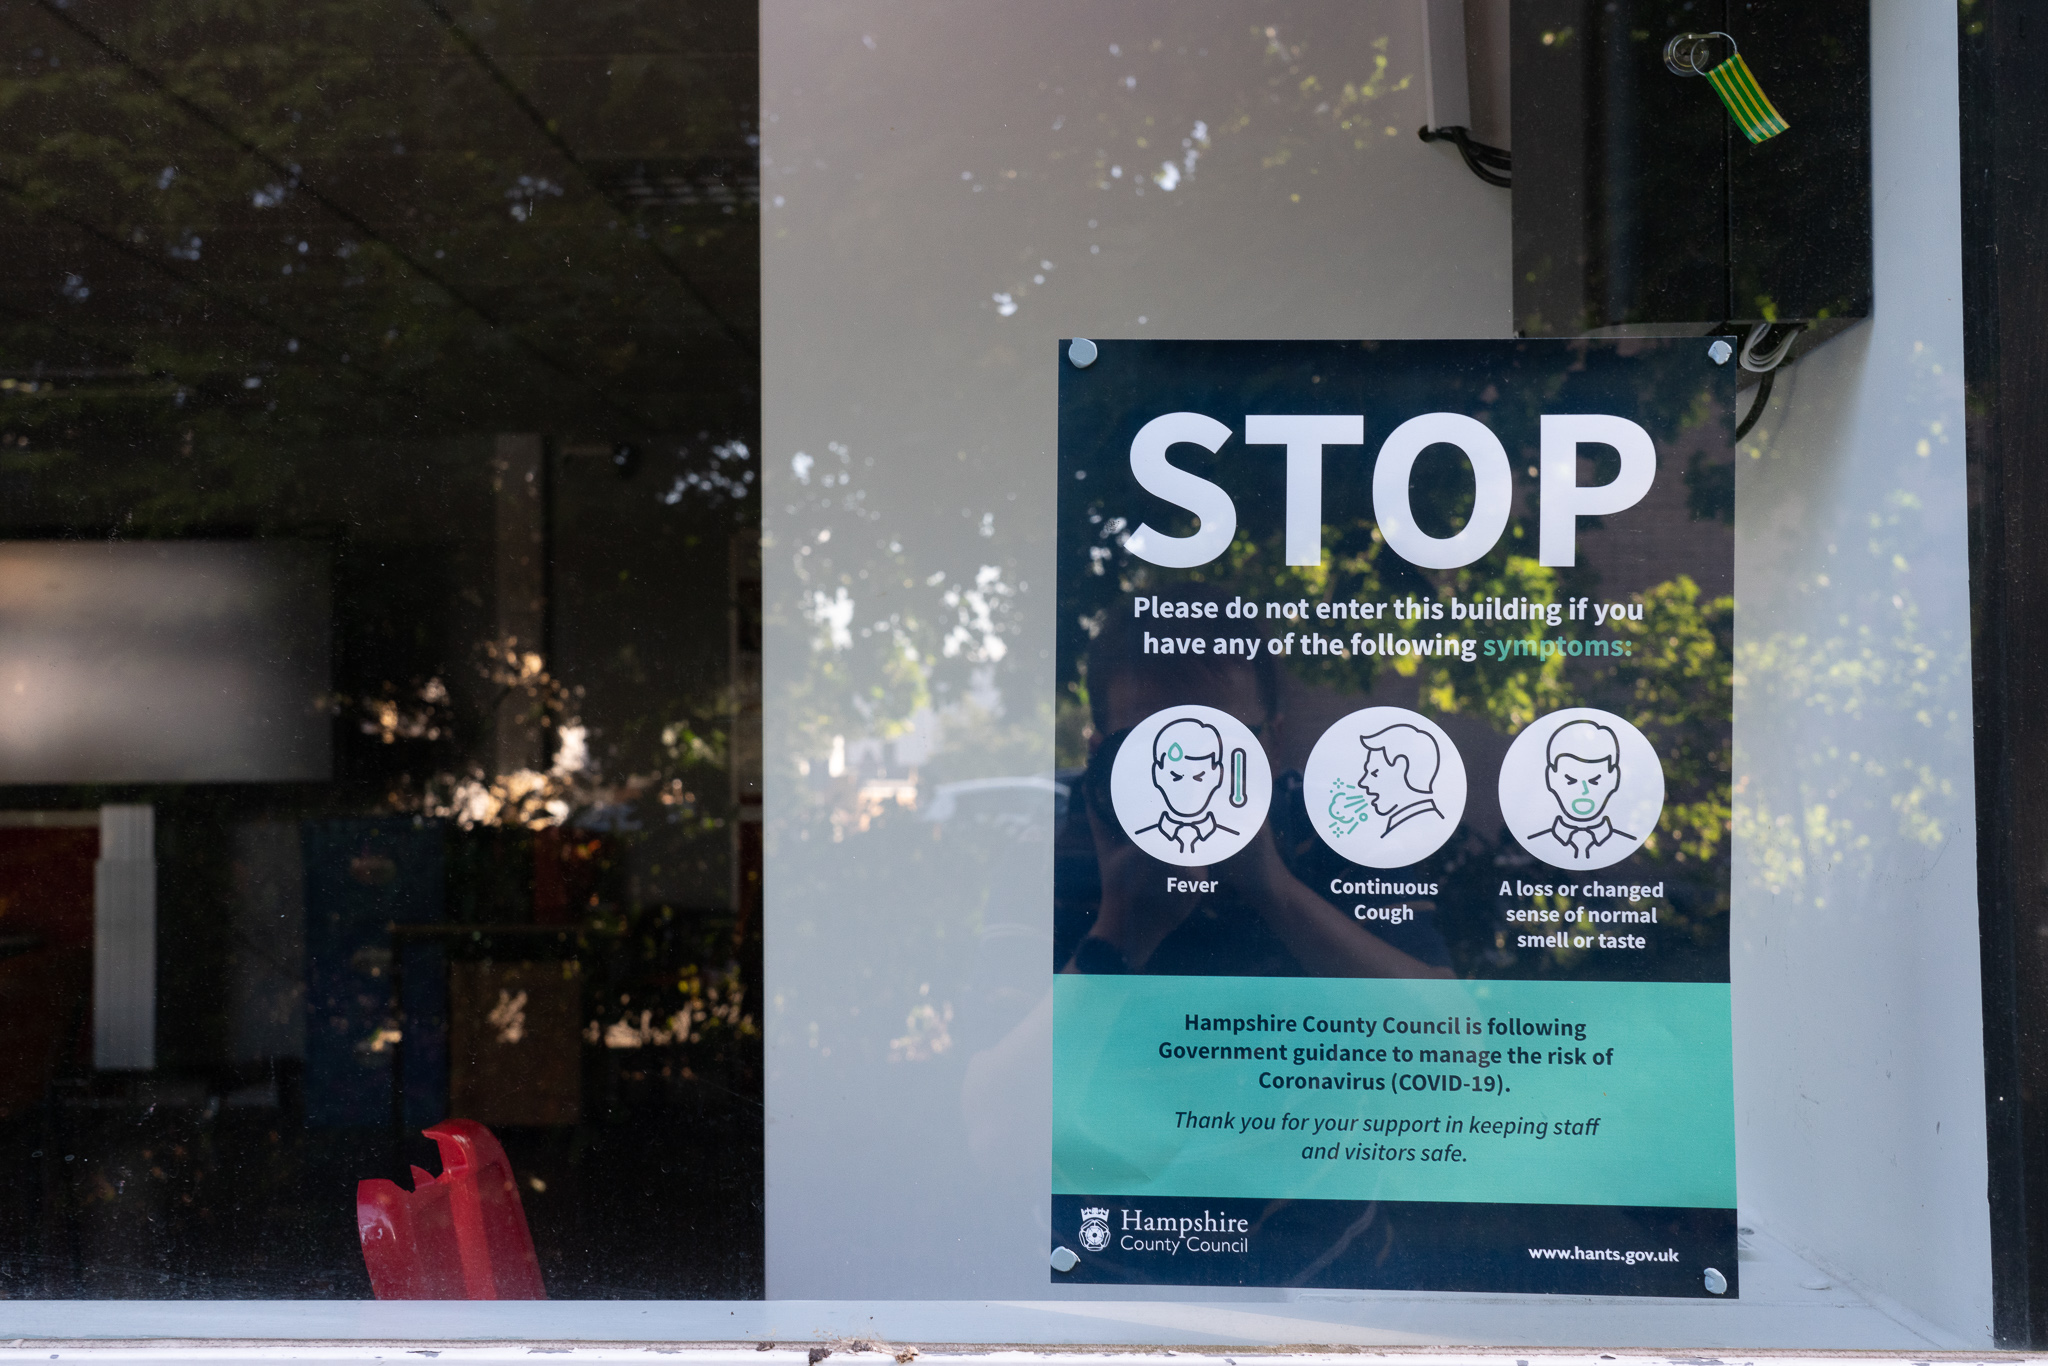 STOP
Please do not enter this building if you
have any of the following symptoms:
Fever
Continuous
Cough
A loss or changed
sense of normal
smell or taste
Hampshire County Council is following
Government guidance to manage the risk of
Coronavirus (COVID-19).
Thank you for your support in keeping staff
and visitors safe.
Hampshire
County Council
www.hants.gov.uk